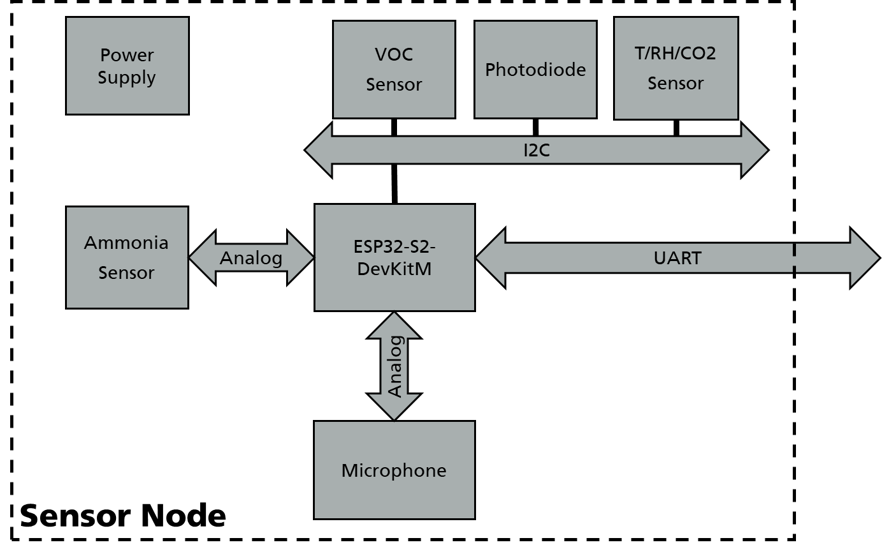 Power
Supply
VOC
Sensor
Photodiode
T/RH/CO2
Sensor
I2C
Ammonia
Sensor
Analog
ESP32-S2-
DevKitM
UART
Analog
Microphone
Sensor Node